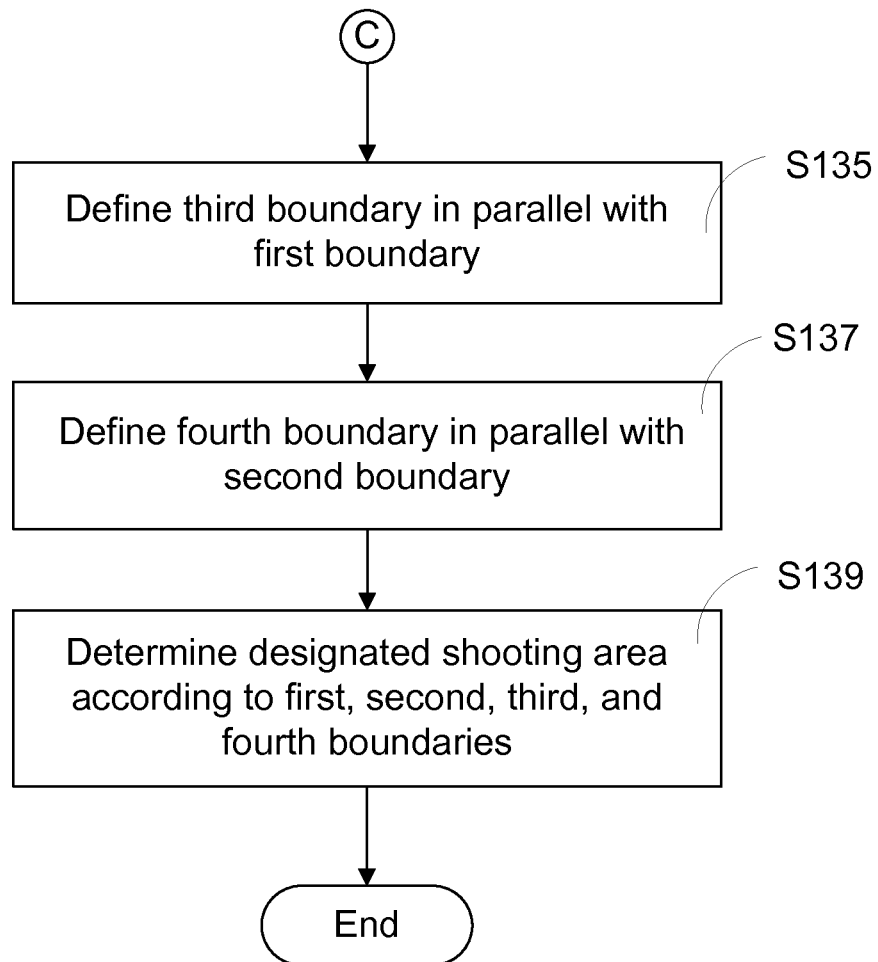 C
S135
Define third boundary in parallel with
first boundary
S137
Define fourth boundary in parallel with
second boundary
S139
Determine designated shooting area
according to first, second, third, and
fourth boundaries
End